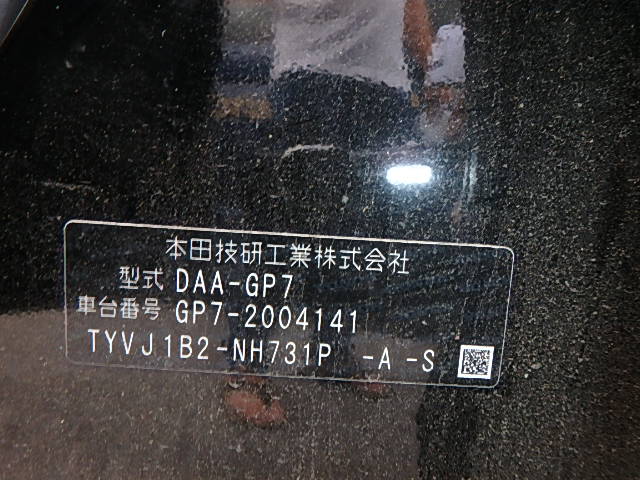 本田技研工業株式会社
型式 DAA-GP7
車台番号 GP7-2004141
TYVJ1B2-NH731P -A -S